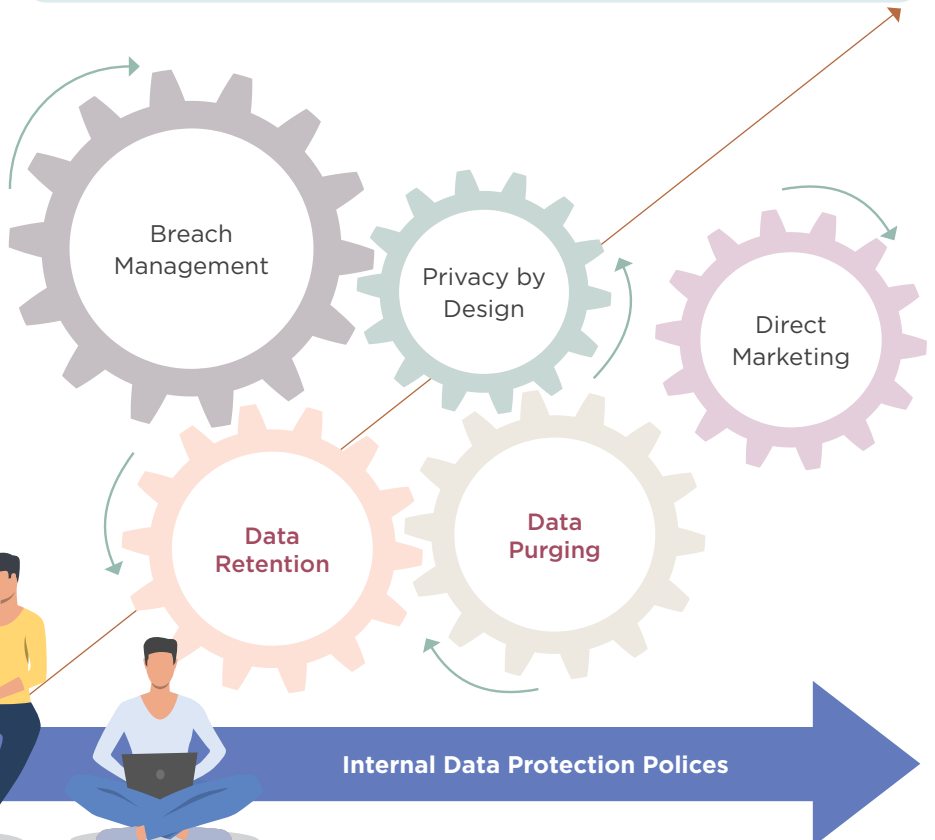 Breach
Management
Privacy by
Design
Direct
Marketing
Data
Retention
Data
Purging
Internal Data Protection Polices